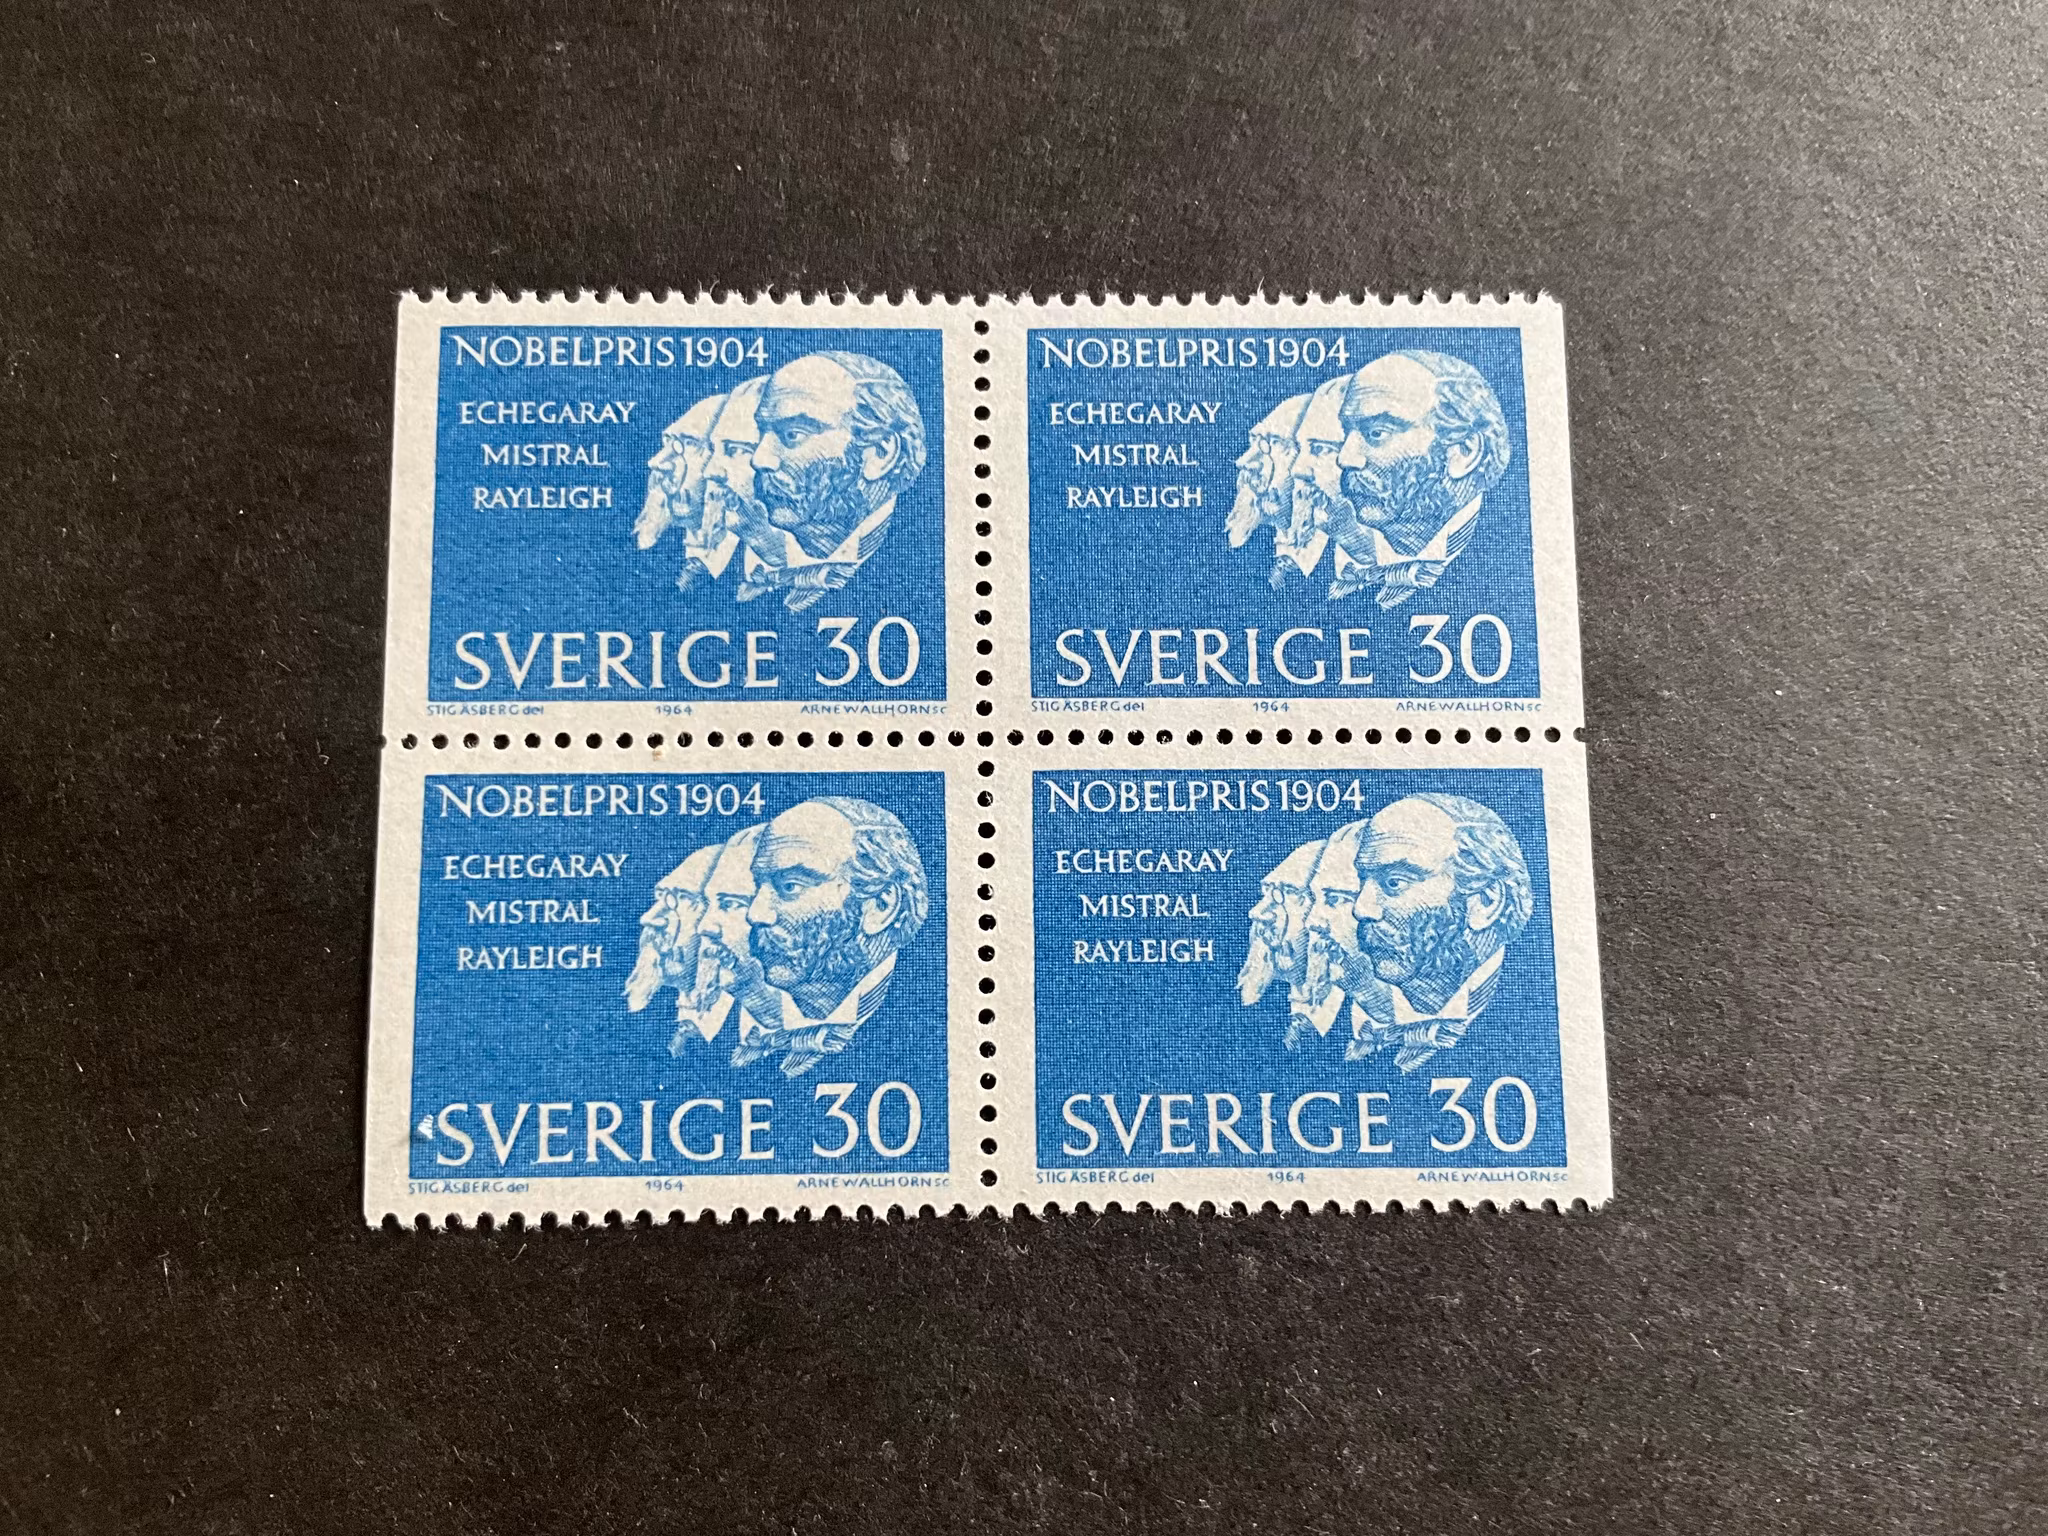 NOBELPRIS 1904
ECHEGARAY
MISTRAL
RAYLEIGH
SVERIGE 30
STIG ÅSBERG del 1964 ARNE WALLHORN sc
NOBELPRIS 1904
ECHEGARAY
MISTRAL
RAYLEIGH
SVERIGE 30
STIG ÅSBERG del 1964 ARNE WALLHORN sc
NOBELPRIS 1904
ECHEGARAY
MISTRAL
RAYLEIGH
SVERIGE 30
STIG ÅSBERG del 1964 ARNE WALLHORN sc
NOBELPRIS 1904
ECHEGARAY
MISTRAL
RAYLEIGH
SVERIGE 30
STIG ÅSBERG del 1964 ARNE WALLHORN sc